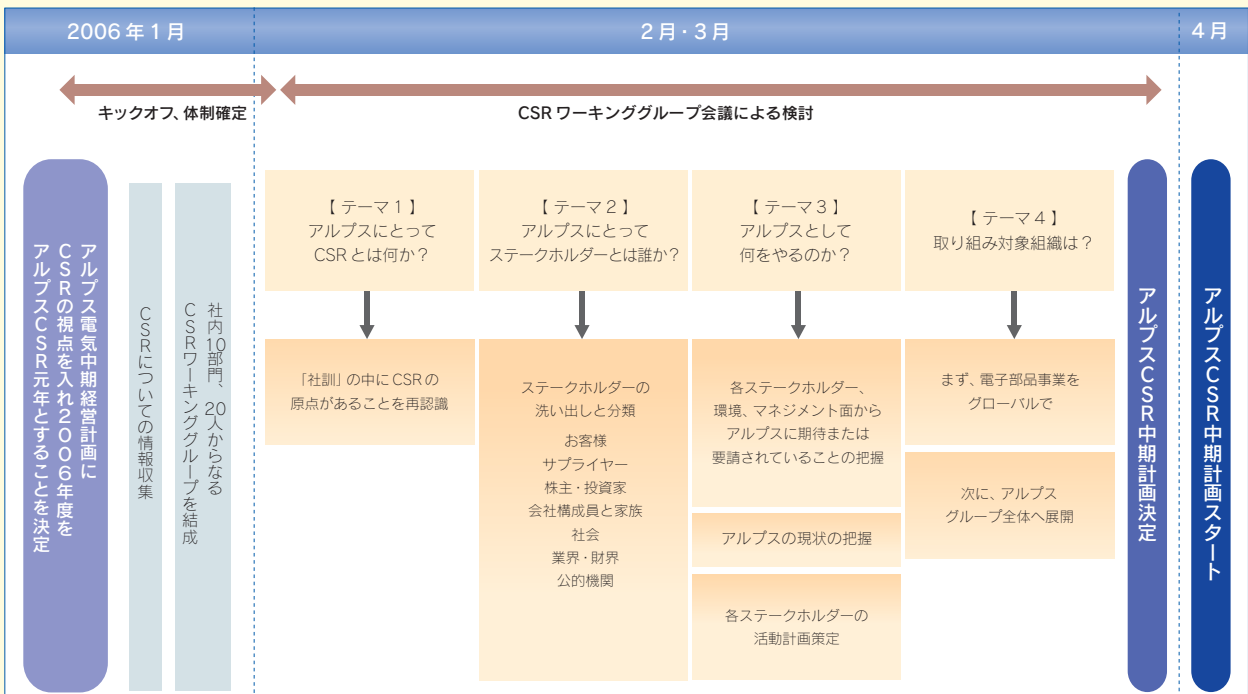 2006年1月
2月・3月
4月
キックオフ、体制確定
CSRワーキンググループ会議による検討
アルプス電気中期経営計画に
CSRの視点を入れ2006年度を
アルプスCSR元年とすることを決定
CSRについての情報収集
社内10部門、20人からなる
CSRワーキンググループを結成
【テーマ1】
アルプスにとって
CSRとは何か？
「社訓」の中にCSRの
原点があることを再認識
【テーマ2】
アルプスにとって
ステークホルダーとは誰か？
ステークホルダーの
洗い出しと分類
お客様
サプライヤー
株主・投資家
会社構成員と家族
社会
業界・財界
公的機関
【テーマ3】
アルプスとして
何をやるのか？
各ステークホルダー、
環境、マネジメント面から
アルプスに期待または
要請されていることの把握
アルプスの現状の把握
各ステークホルダーの
活動計画策定
【テーマ4】
取り組み対象組織は？
まず、電子部品事業を
グローバルで
次に、アルプス
グループ全体へ展開
アルプスCSR中期計画決定
アルプスCSR中期計画スタート